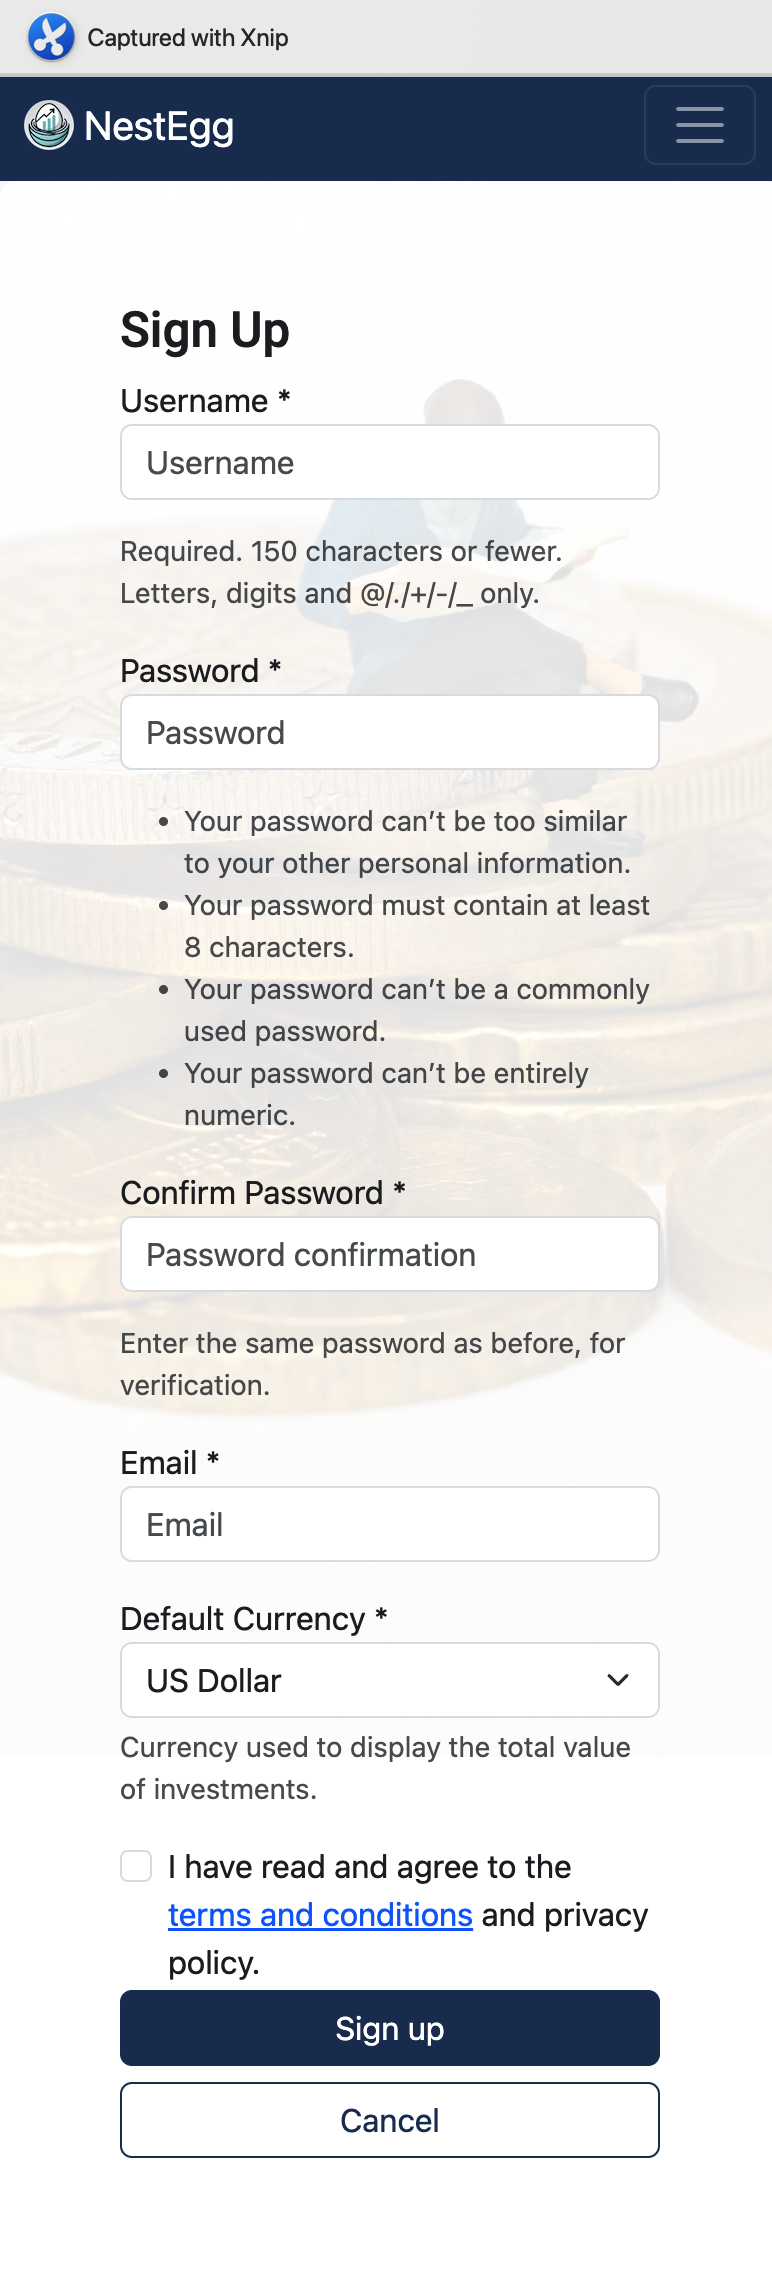 Captured with Xnip
NestEgg
Sign Up
Username *
Username
Required. 150 characters or fewer.
Letters, digits and @/./+/-/_ only.
Password *
Password
• Your password can’t be too similar
to your other personal information.
• Your password must contain at least
8 characters.
• Your password can’t be a commonly
used password.
• Your password can’t be entirely
numeric.
Confirm Password *
Password confirmation
Enter the same password as before, for
verification.
Email *
Email
Default Currency *
US Dollar
Currency used to display the total value
of investments.
I have read and agree to the
terms and conditions and privacy
policy.
Sign up
Cancel